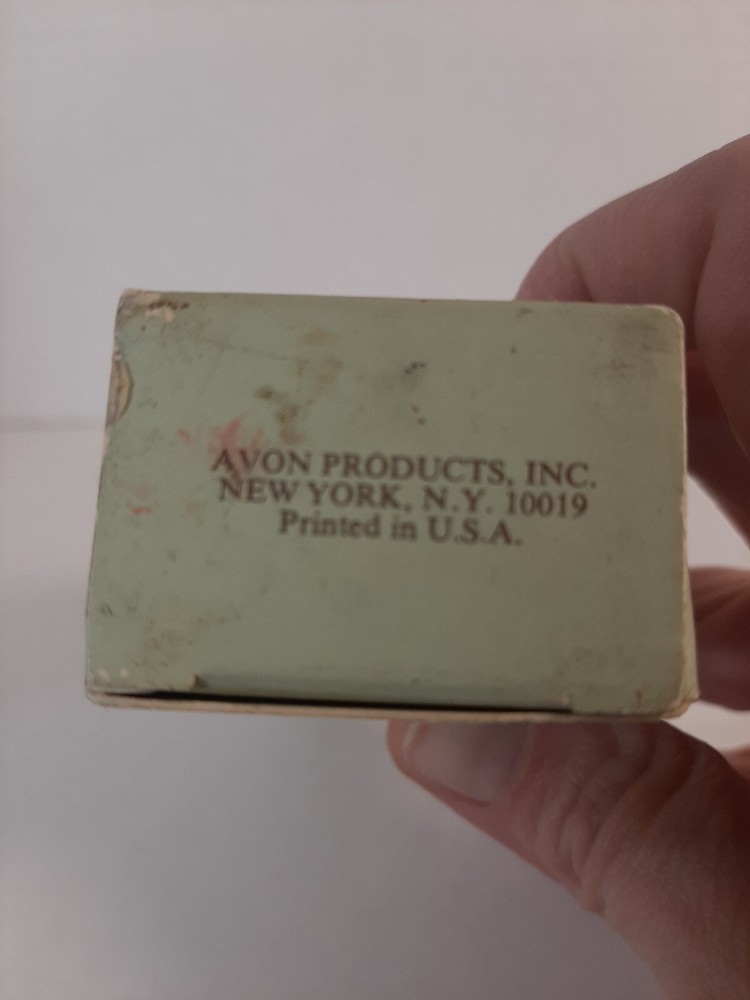 AVON PRODUCTS, INC.
NEW YORK, N.Y. 10019
Printed in U.S.A.